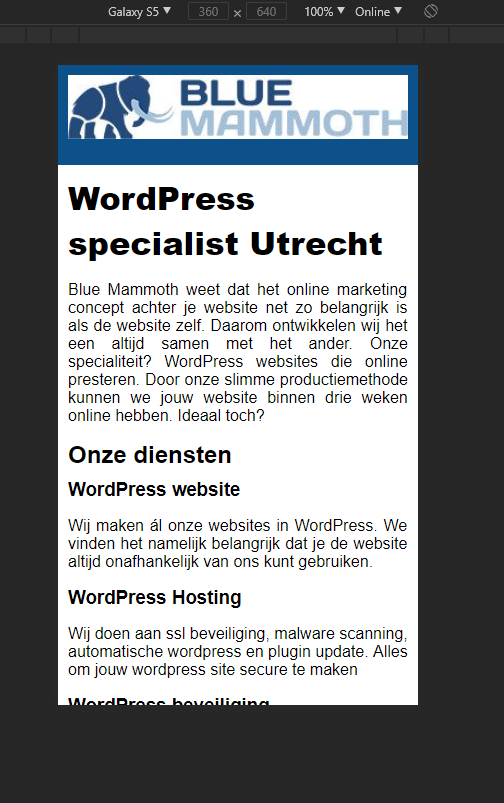 Galaxy S5 ▼ 360 × 640 100% ▼ Online ▼
BLUE
MAMMOTH
WordPress
specialist Utrecht
Blue Mammoth weet dat het online marketing
concept achter je website net zo belangrijk is
als de website zelf. Daarom ontwikkelen wij het
een altijd samen met het ander. Onze
specialiteit? WordPress websites die online
presteren. Door onze slimme productiemethode
kunnen we jouw website binnen drie weken
online hebben. Ideaal toch?
Onze diensten
WordPress website
Wij maken ál onze websites in WordPress. We
vinden het namelijk belangrijk dat je de website
altijd onafhankelijk van ons kunt gebruiken.
WordPress Hosting
Wij doen aan ssl beveiliging, malware scanning,
automatische wordpress en plugin update. Alles
om jouw wordpress site secure te maken
WordPress beveiliging